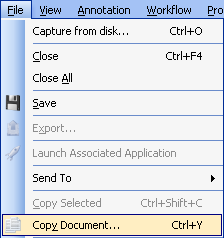 File View Annotation Workflow Pro
Capture from disk... Ctrl+O
Close Ctrl+F4
Close All
Save
Export...
Launch Associated Application
Send To
Copy Selected Ctrl+Shift+C
Copy Document... Ctrl+Y